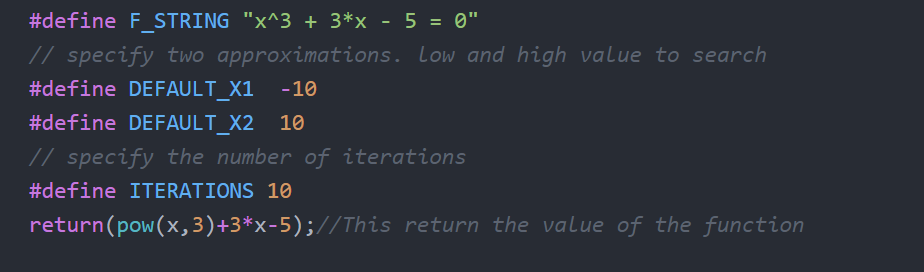 #define F_STRING "x^3 + 3*x - 5 = 0"
// specify two approximations. low and high value to search
#define DEFAULT_X1  -10
#define DEFAULT_X2  10
// specify the number of iterations
#define ITERATIONS 10
return(pow(x,3)+3*x-5);//This return the value of the function